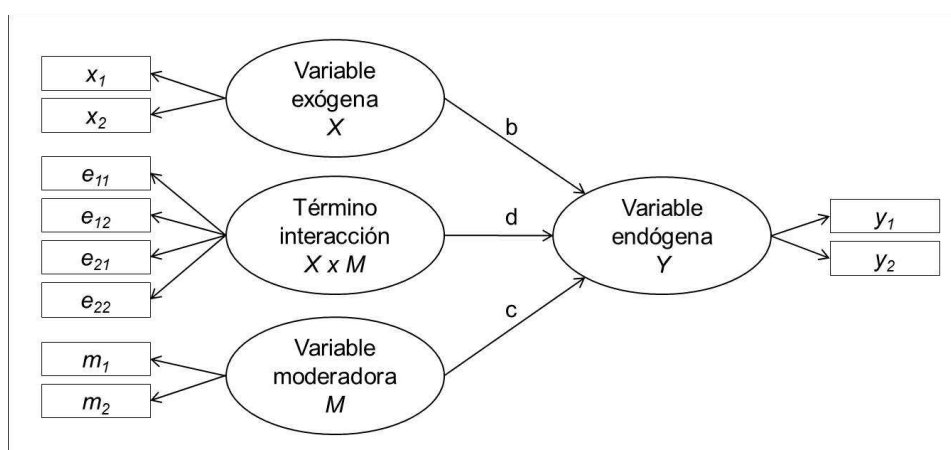 x1
x2
Variable
exógena
X
b
e11
e12
e21
e22
Término
interacción
X x M
d
Variable
endógena
Y
y1
y2
m1
m2
Variable
moderadora
M
c